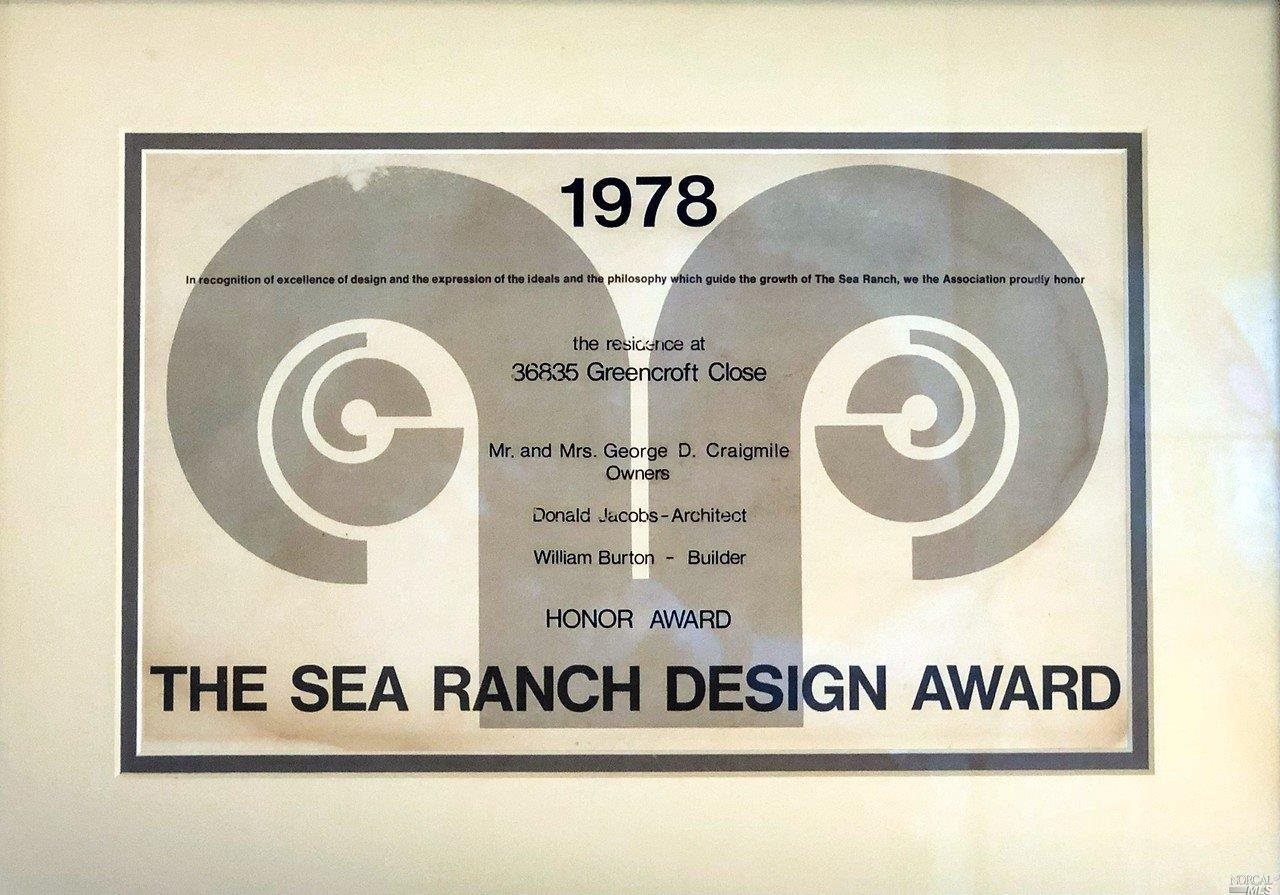 1978
In recognition of excellence of design and the expression of the ideals and the philosophy which guide the growth of The Sea Ranch, we the Association proudly honor
the residence at
36835 Greencroft Close
Mr. and Mrs. George D. Craigmile
Owners
Donald Jacobs-Architect
William Burton - Builder
HONOR AWARD
THE SEA RANCH DESIGN AWARD
NORCAL
MLS